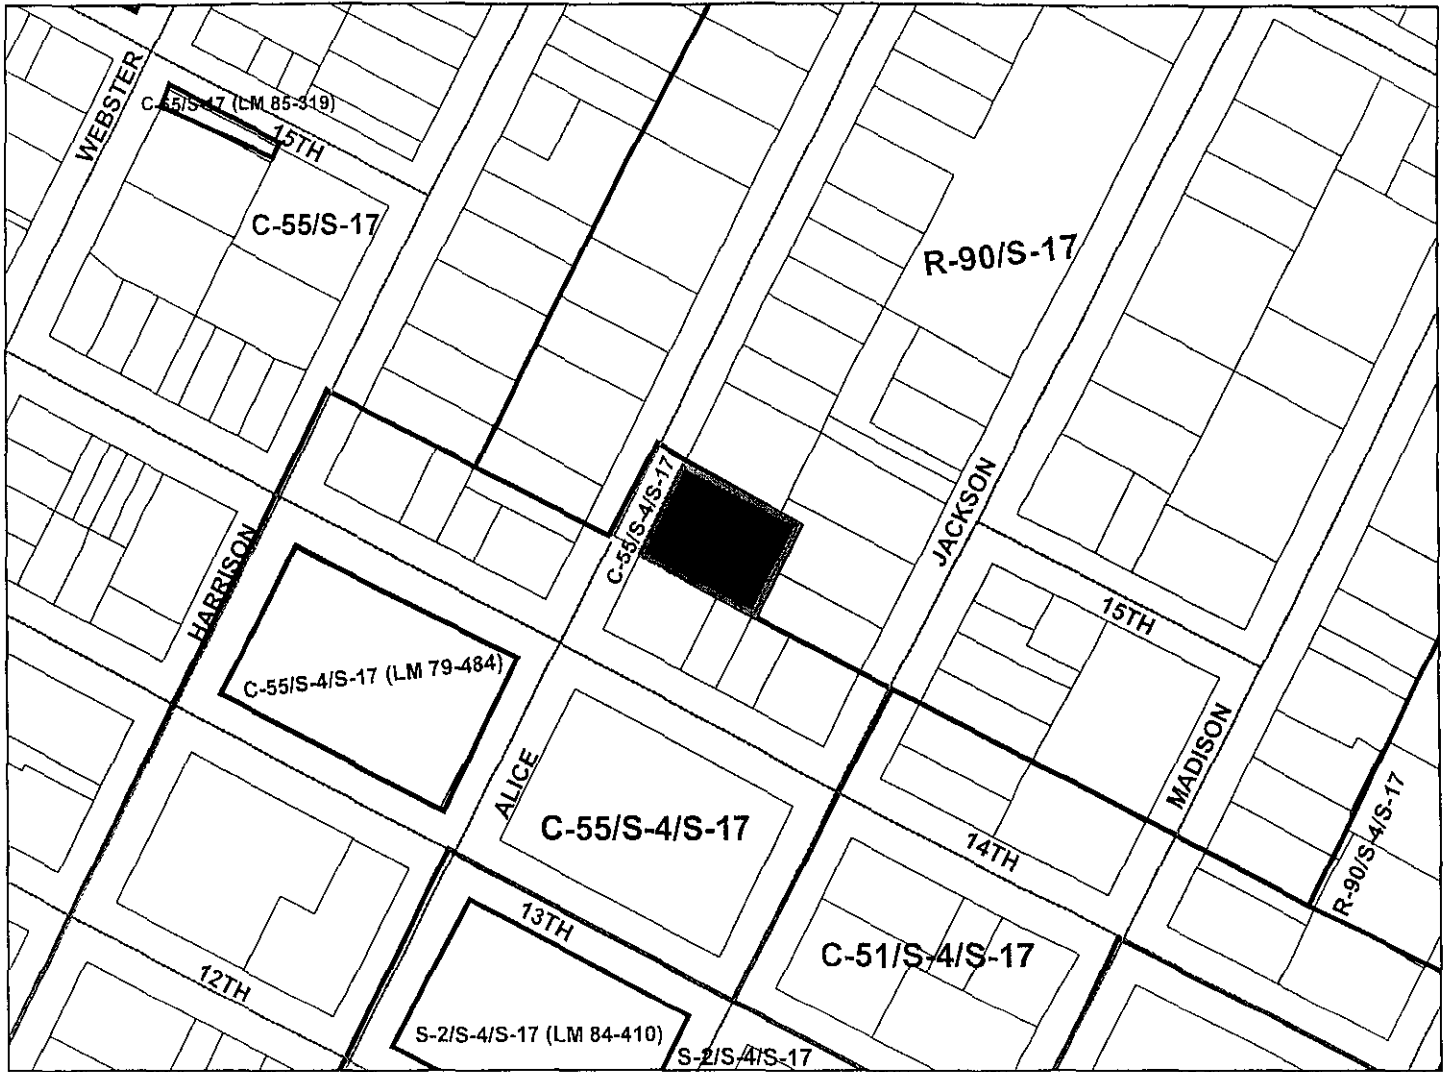 WEBSTER
C-55/S-17 (LM 85-319)
15TH
C-55/S-17
R-90/S-17
C-55/S-4/S-17
JACKSON
HARRISON
15TH
C-55/S-4/S-17 (LM 79-484)
MADISON
ALICE
C-55/S-4/S-17
14TH
R-90/S-4/S-17
13TH
C-51/S-4/S-17
12TH
S-2/S-4/S-17 (LM 84-410)
S-2/S-4/S-17